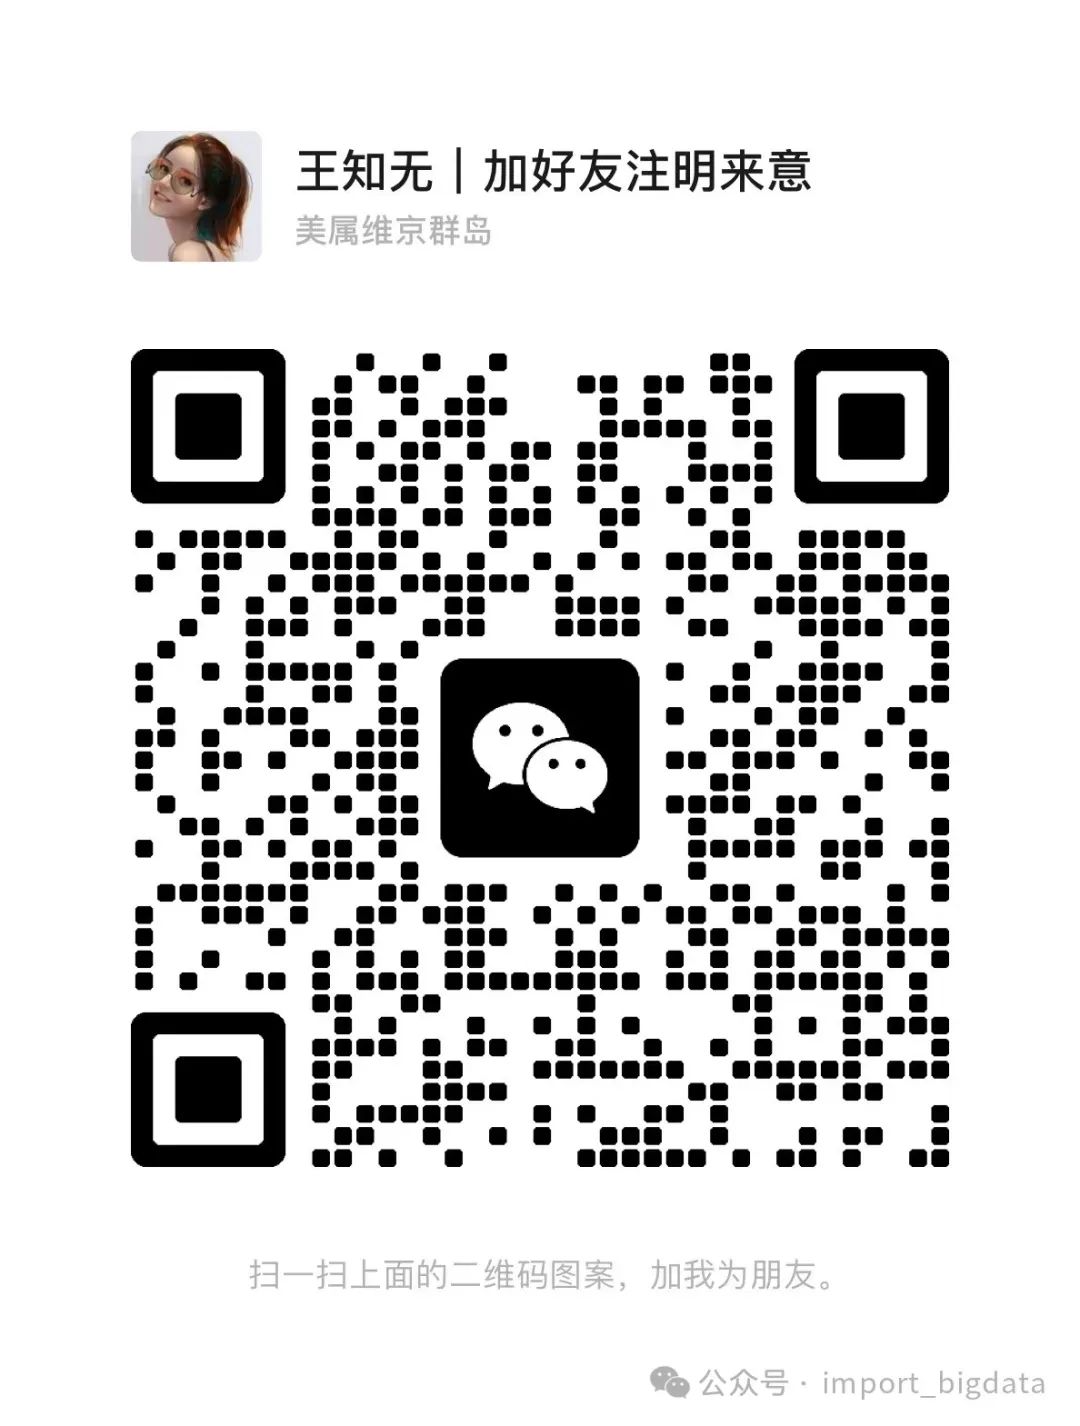 王知无｜加好友注明来意
美属维京群岛
扫一扫上面的二维码图案，加我为朋友。
公众号 · import_bigdata